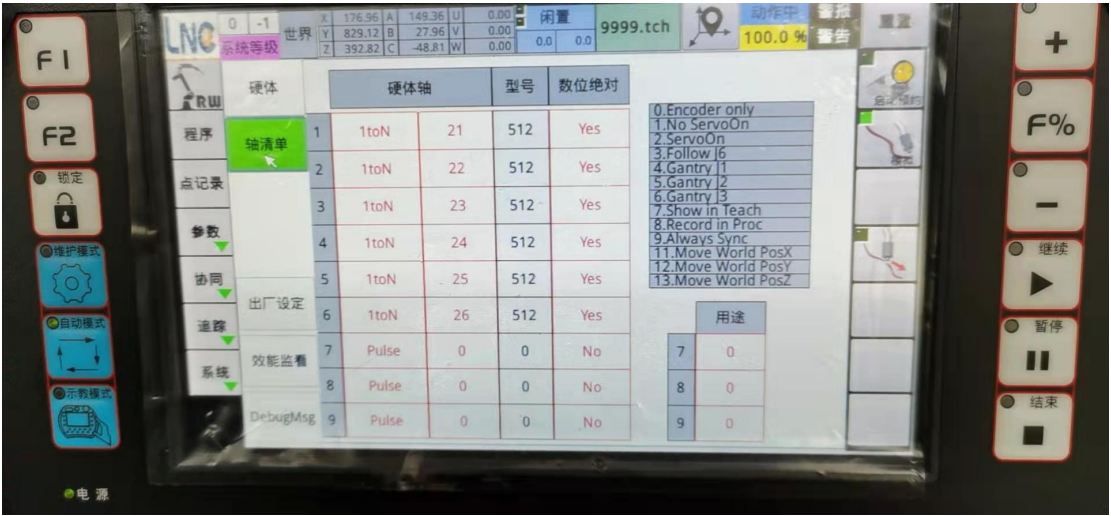 F1
F2
锁定
维护模式
自动模式
示教模式
电 源
LNC
0 -1
系统等级
世界
X 176.96 A 149.36 U 0.00
Y 829.12 B 27.96 V 0.00
Z 392.82 C -48.81 W 0.00
闲置
0.0 0.0
9999.tch
动作中
100.0 %
警报
警告
重置
RW
程序
点记录
参数
协同
追踪
系统
硬体
轴清单
出厂设定
效能监看
DebugMsg
硬体轴 型号 数位绝对
1 1toN 21 512 Yes
2 1toN 22 512 Yes
3 1toN 23 512 Yes
4 1toN 24 512 Yes
5 1toN 25 512 Yes
6 1toN 26 512 Yes
7 Pulse 0 0 No
8 Pulse 0 0 No
9 Pulse 0 0 No
0.Encoder only
1.No ServoOn
2.ServoOn
3.Follow J6
4.Gantry J1
5.Gantry J2
6.Gantry J3
7.Show in Teach
8.Record in Proc
9.Always Sync
11.Move World PosX
12.Move World PosY
13.Move World PosZ
用途
7 0
8 0
9 0
+
F%
−
继续
暂停
结束